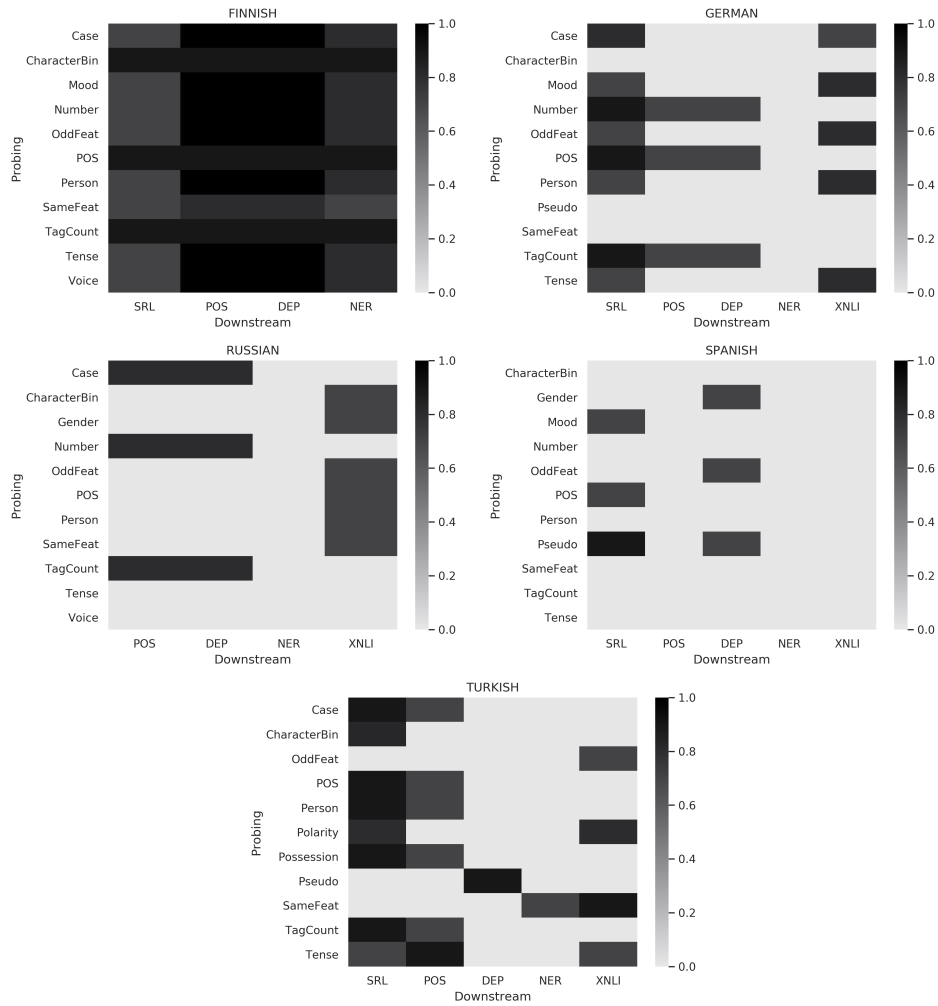 FINNISH
Probing
Case
CharacterBin
Mood
Number
OddFeat
POS
Person
SameFeat
TagCount
Tense
Voice
SRL POS DEP NER
Downstream
1.0
0.8
0.6
0.4
0.2
0.0
GERMAN
Probing
Case
CharacterBin
Mood
Number
OddFeat
POS
Person
Pseudo
SameFeat
TagCount
Tense
SRL POS DEP NER XNLI
Downstream
1.0
0.8
0.6
0.4
0.2
0.0
RUSSIAN
Probing
Case
CharacterBin
Gender
Number
OddFeat
POS
Person
SameFeat
TagCount
Tense
Voice
POS DEP NER XNLI
Downstream
1.0
0.8
0.6
0.4
0.2
0.0
SPANISH
Probing
CharacterBin
Gender
Mood
Number
OddFeat
POS
Person
Pseudo
SameFeat
TagCount
Tense
SRL POS DEP NER XNLI
Downstream
1.0
0.8
0.6
0.4
0.2
0.0
TURKISH
Probing
Case
CharacterBin
OddFeat
POS
Person
Polarity
Possession
Pseudo
SameFeat
TagCount
Tense
SRL POS DEP NER XNLI
Downstream
1.0
0.8
0.6
0.4
0.2
0.0